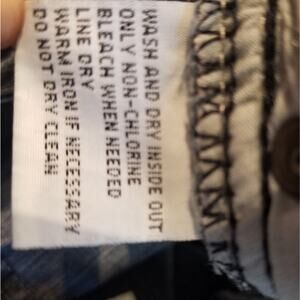 WASH AND DRY INSIDE OUT
ONLY NON-CHLORINE
BLEACH WHEN NEEDED
LINE DRY
WARM IRON IF NECESSARY
DO NOT DRY CLEAN